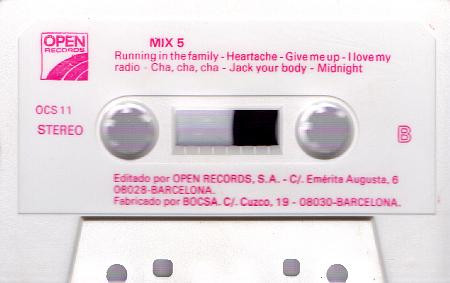 OPEN
RECORDS
MIX 5
Running in the family - Heartache - Give me up - I love my
radio - Cha, cha, cha - Jack your body - Midnight
OCS 11
STEREO
B
Editado por OPEN RECORDS, S.A. - C/. Emérita Augusta, 6
08028-BARCELONA.
Fabricado por BOCSA. C/. Cuzco, 19 - 08030-BARCELONA.